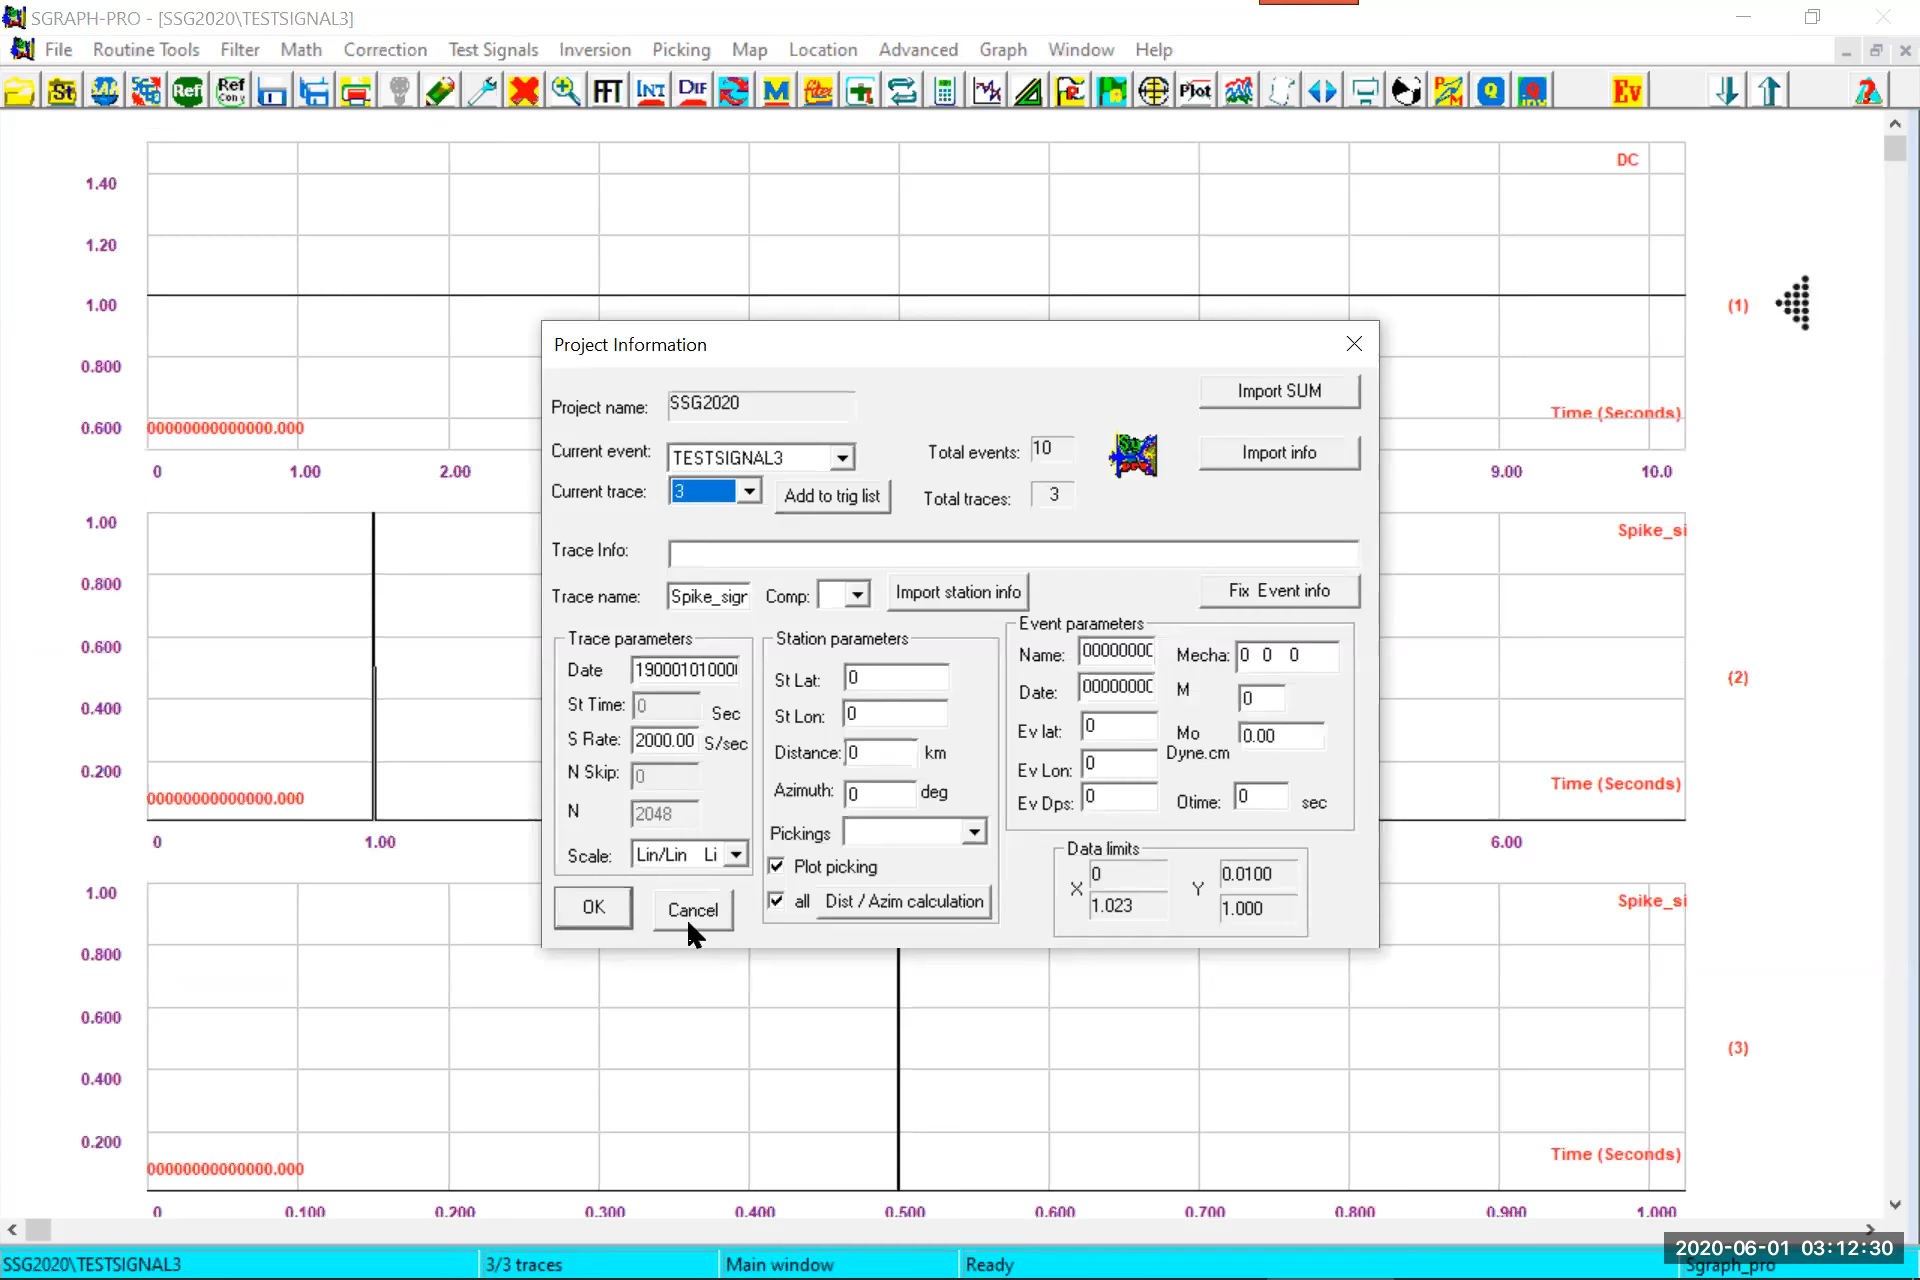 SGRAPH-PRO - [SSG2020\TESTSIGNAL3]
File Routine Tools Filter Math Correction Test Signals Inversion Picking Map Location Advanced Graph Window Help
St Ref Ref Conv FFT INT DIF M filter Plot Q Q inv Ev
DC
1.40
1.20
1.00
0.800
0.600
00000000000000.000
Time (Seconds)
0 1.00 2.00 9.00 10.0
(1)
Project Information
Import SUM
Project name: SSG2020
Current event: TESTSIGNAL3
Total events: 10
Import info
Current trace: 3
Add to trig list
Total traces: 3
Trace Info:
Trace name: Spike_sigr
Comp:
Import station info
Fix Event info
Trace parameters
Date 19000101000
St Time: 0 Sec
S Rate: 2000.00 S/sec
N Skip: 0
N 2048
Scale: Lin/Lin Li
OK
Cancel
Station parameters
St Lat: 0
St Lon: 0
Distance: 0 km
Azimuth: 0 deg
Pickings
Plot picking
all Dist / Azim calculation
Event parameters
Name: 0000000C
Mecha: 0 0 0
Date: 0000000C
M 0
Ev lat: 0
Mo 0.00
Dyne.cm
Ev Lon: 0
Ev Dps: 0
Otime: 0 sec
Data limits
X 0 Y 0.0100
1.023 1.000
Spike_si
1.00
0.800
0.600
0.400
0.200
00000000000000.000
Time (Seconds)
0 1.00 6.00
(2)
Spike_si
1.00
0.800
0.600
0.400
0.200
00000000000000.000
Time (Seconds)
0 0.100 0.200 0.300 0.400 0.500 0.600 0.700 0.800 0.900 1.000
(3)
2020-06-01 03:12:30
SSG2020\TESTSIGNAL3 3/3 traces Main window Ready Sgraph_pro